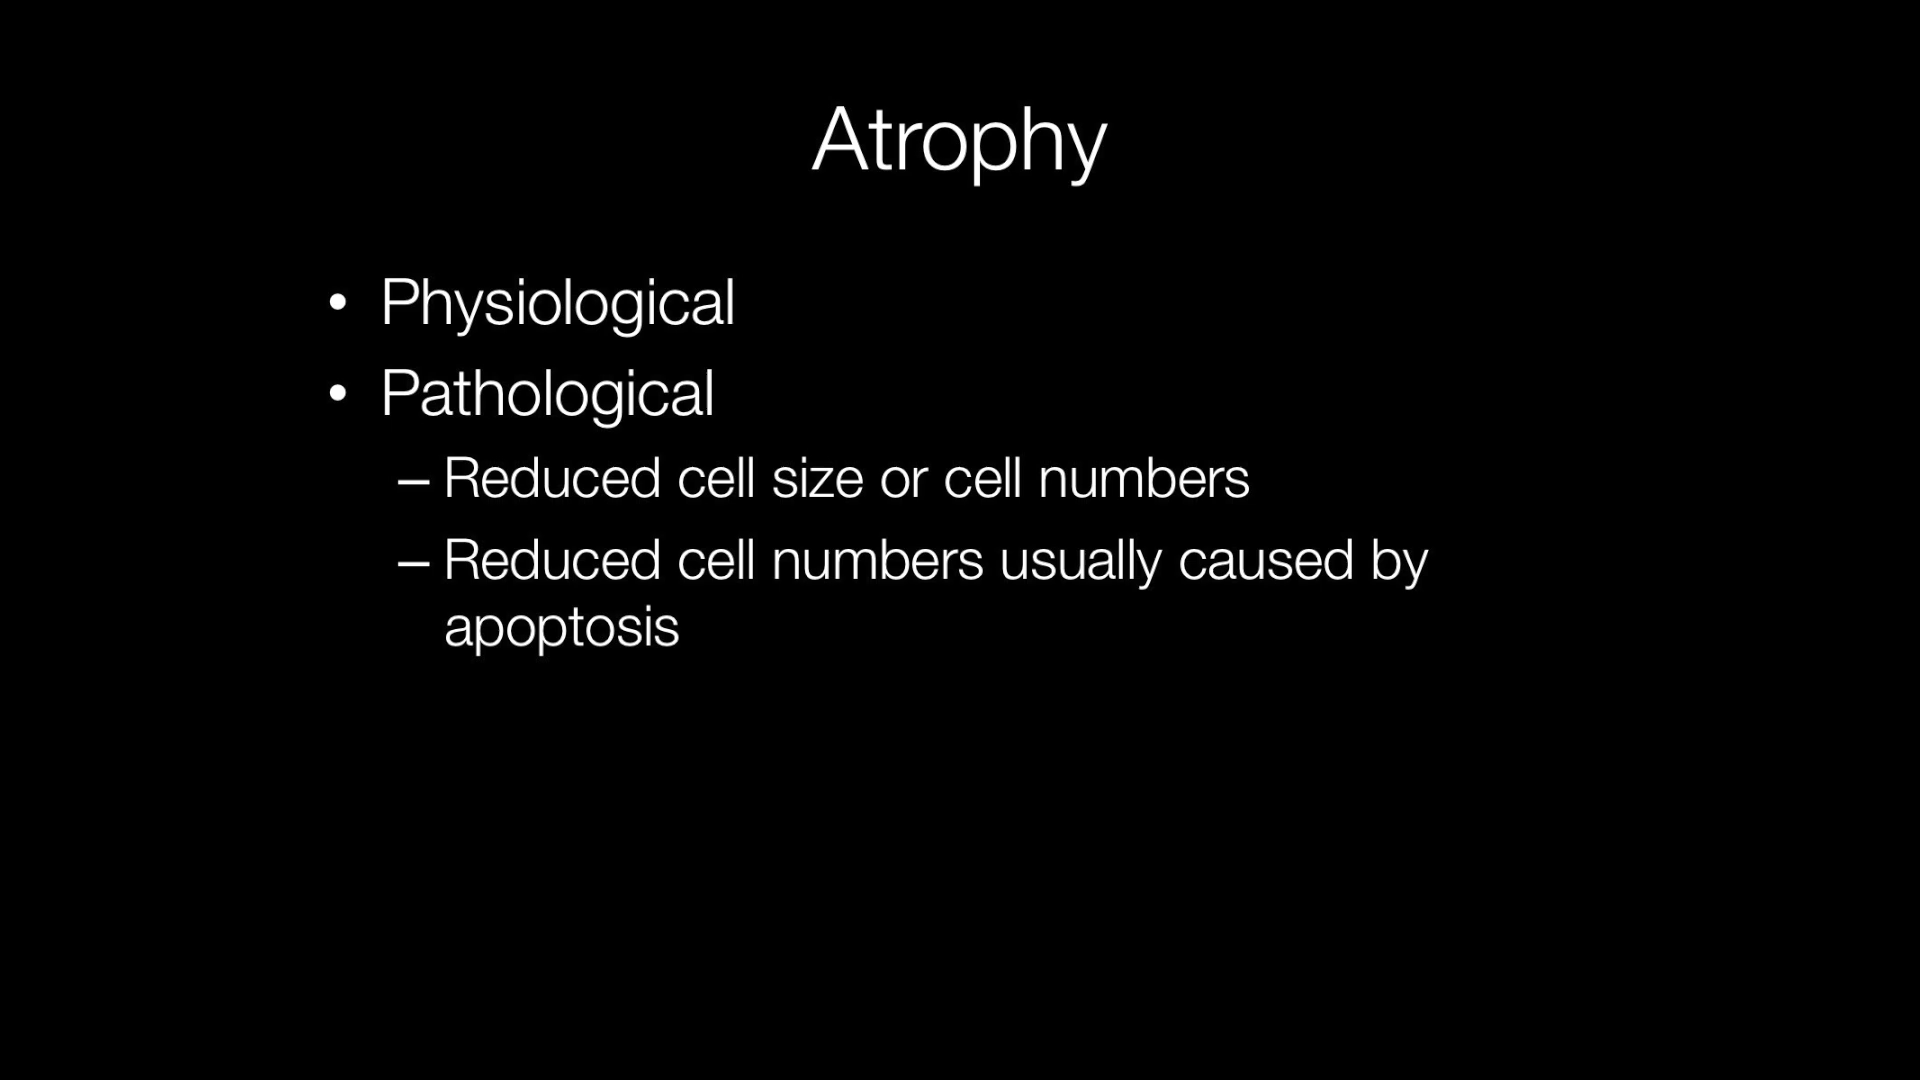 Atrophy
• Physiological
• Pathological
– Reduced cell size or cell numbers
– Reduced cell numbers usually caused by
apoptosis